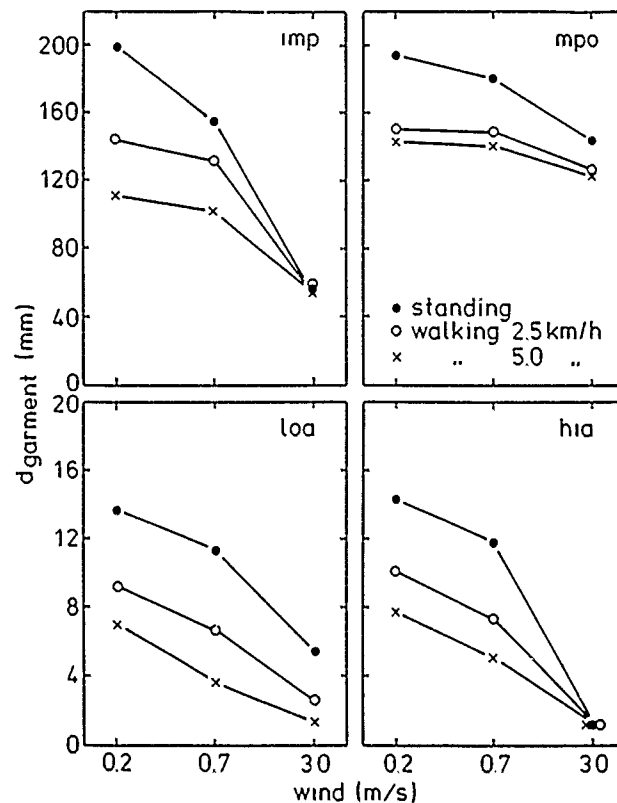 imp
mpo
200
160
120
80
40
0
standing
walking 2.5 km/h
„ 5.0 „
dgarment (mm)
loa
hia
20
16
12
8
4
0
0.2 0.7 3.0 0.2 0.7 3.0
wind (m/s)